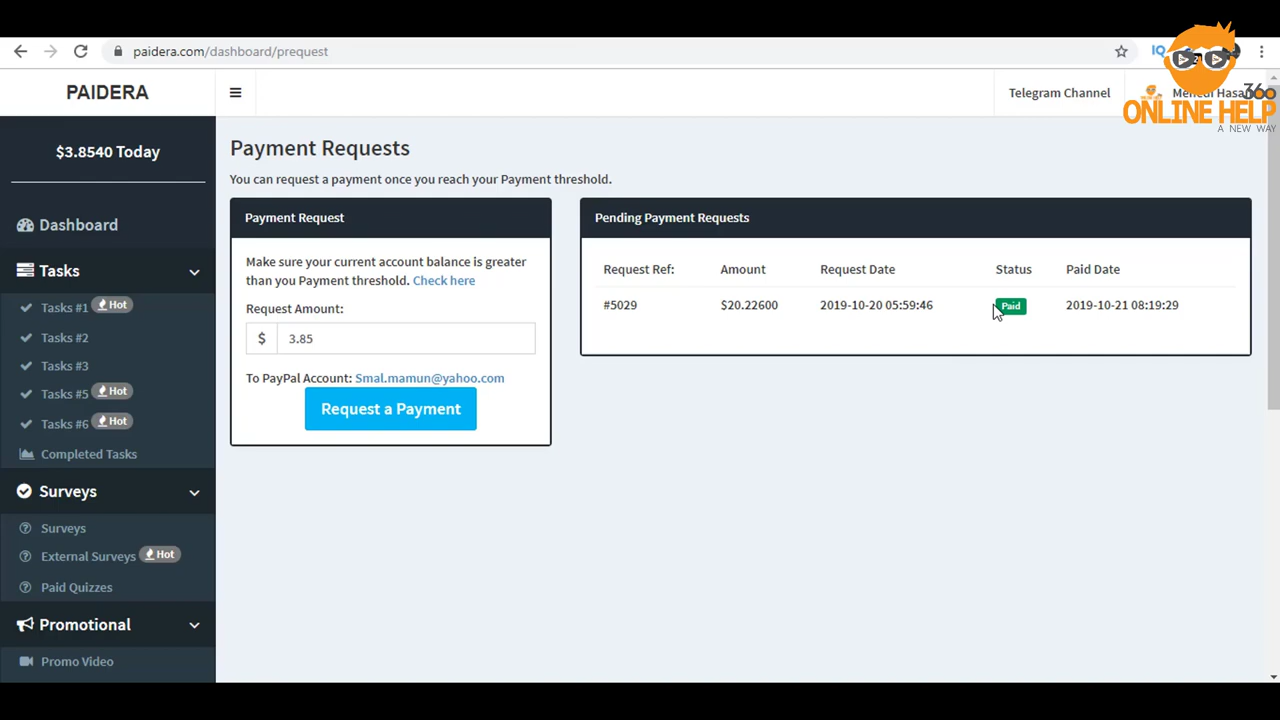 paidera.com/dashboard/prequest
IQ
PAIDERA
Telegram Channel
360
ONLINE HELP
A NEW WAY
$3.8540 Today
Payment Requests
You can request a payment once you reach your Payment threshold.
Dashboard
Payment Request
Pending Payment Requests
Tasks
Make sure your current account balance is greater
than you Payment threshold. Check here
Request Ref:
Amount
Request Date
Status
Paid Date
Tasks #1 Hot
Request Amount:
#5029
$20.22600
2019-10-20 05:59:46
Paid
2019-10-21 08:19:29
Tasks #2
$ 3.85
Tasks #3
To PayPal Account: Smal.mamun@yahoo.com
Tasks #5 Hot
Request a Payment
Tasks #6 Hot
Completed Tasks
Surveys
Surveys
External Surveys Hot
Paid Quizzes
Promotional
Promo Video